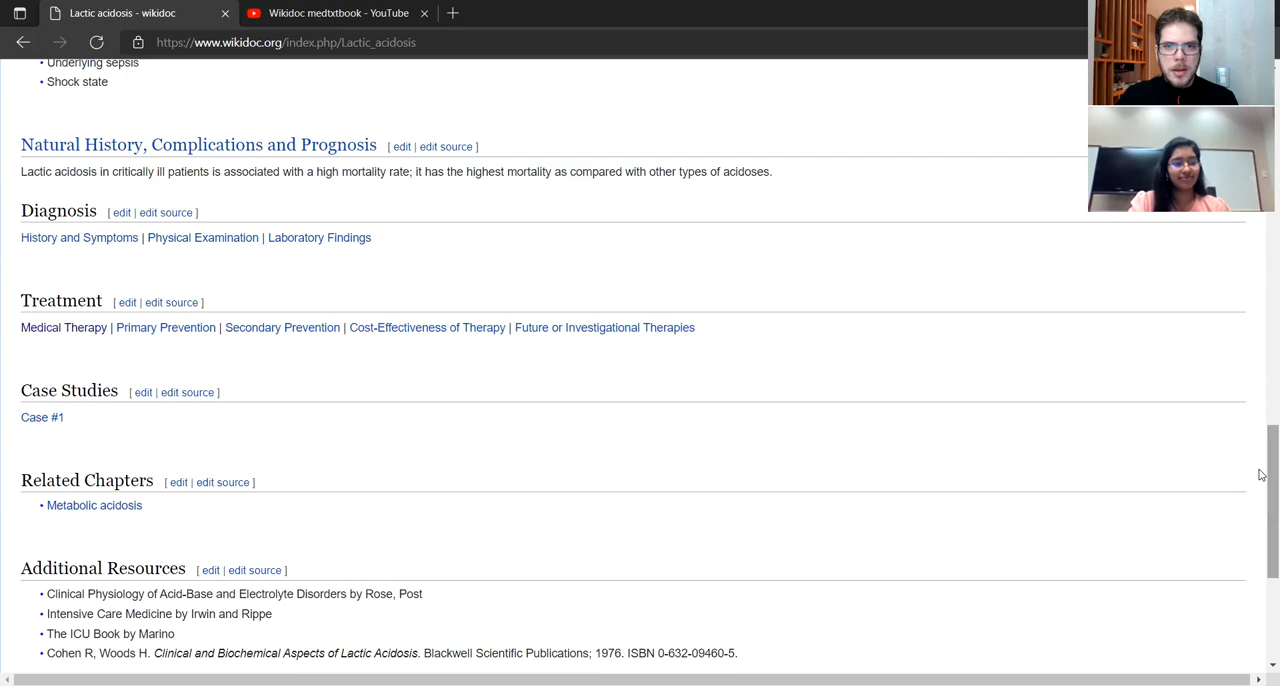 Lactic acidosis - wikidoc
Wikidoc medtxtbook - YouTube
https://www.wikidoc.org/index.php/Lactic_acidosis
• Underlying sepsis
• Shock state
Natural History, Complications and Prognosis [ edit | edit source ]
Lactic acidosis in critically ill patients is associated with a high mortality rate; it has the highest mortality as compared with other types of acidoses.
Diagnosis [ edit | edit source ]
History and Symptoms | Physical Examination | Laboratory Findings
Treatment [ edit | edit source ]
Medical Therapy | Primary Prevention | Secondary Prevention | Cost-Effectiveness of Therapy | Future or Investigational Therapies
Case Studies [ edit | edit source ]
Case #1
Related Chapters [ edit | edit source ]
• Metabolic acidosis
Additional Resources [ edit | edit source ]
• Clinical Physiology of Acid-Base and Electrolyte Disorders by Rose, Post
• Intensive Care Medicine by Irwin and Rippe
• The ICU Book by Marino
• Cohen R, Woods H. Clinical and Biochemical Aspects of Lactic Acidosis. Blackwell Scientific Publications; 1976. ISBN 0-632-09460-5.